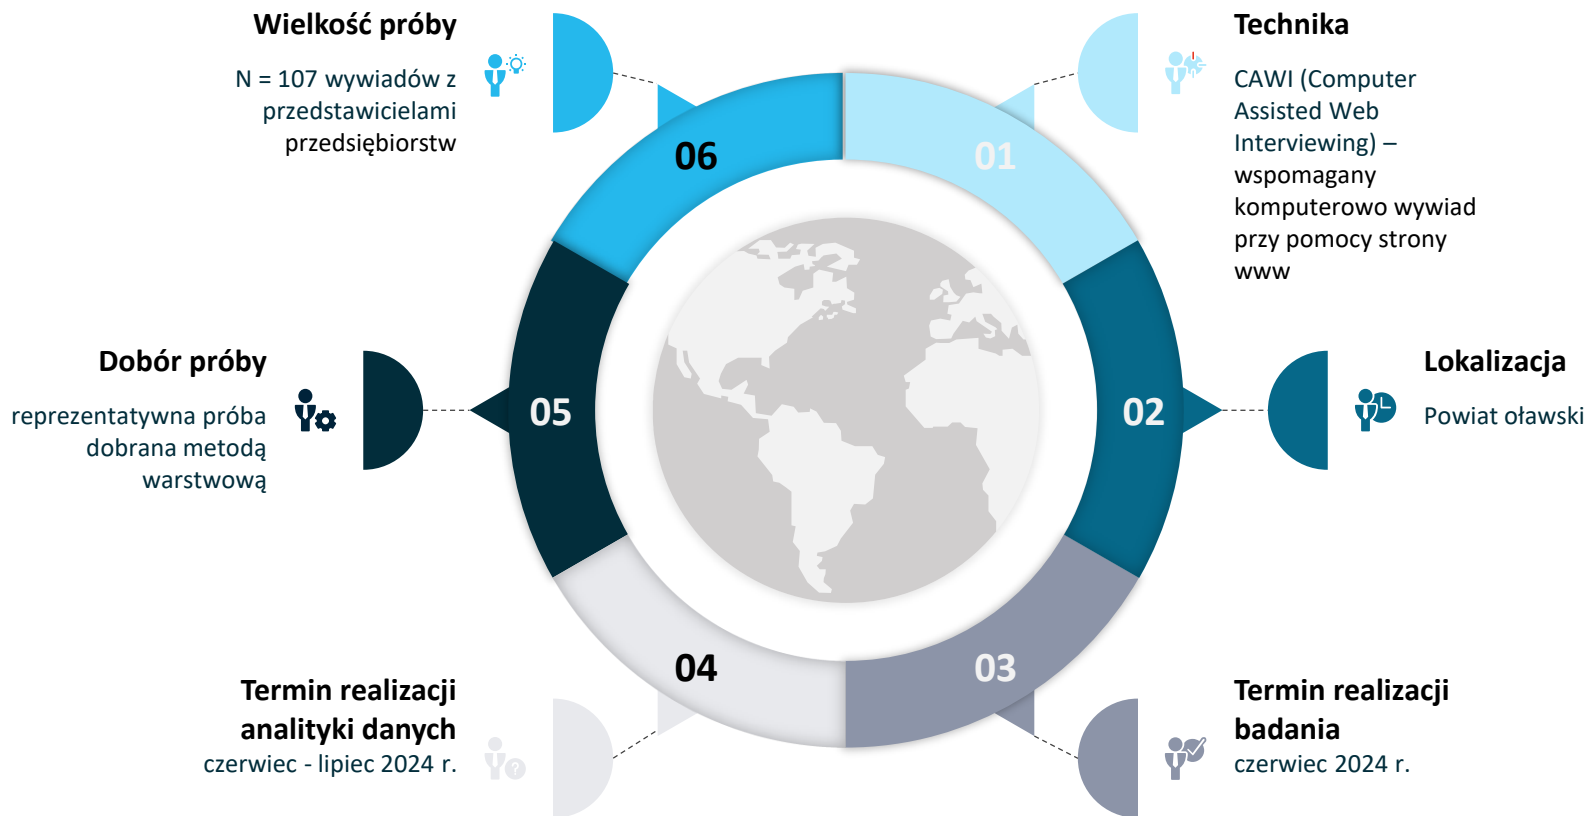 Wielkość próby
N = 107 wywiadów z
przedstawicielami
przedsiębiorstw
06
01
Technika
CAWI (Computer
Assisted Web
Interviewing) –
wspomagany
komputerowo wywiad
przy pomocy strony
www
Dobór próby
reprezentatywna próba
dobrana metodą
warstwową
05
02
Lokalizacja
Powiat oławski
04
03
Termin realizacji
analityki danych
czerwiec - lipiec 2024 r.
Termin realizacji
badania
czerwiec 2024 r.